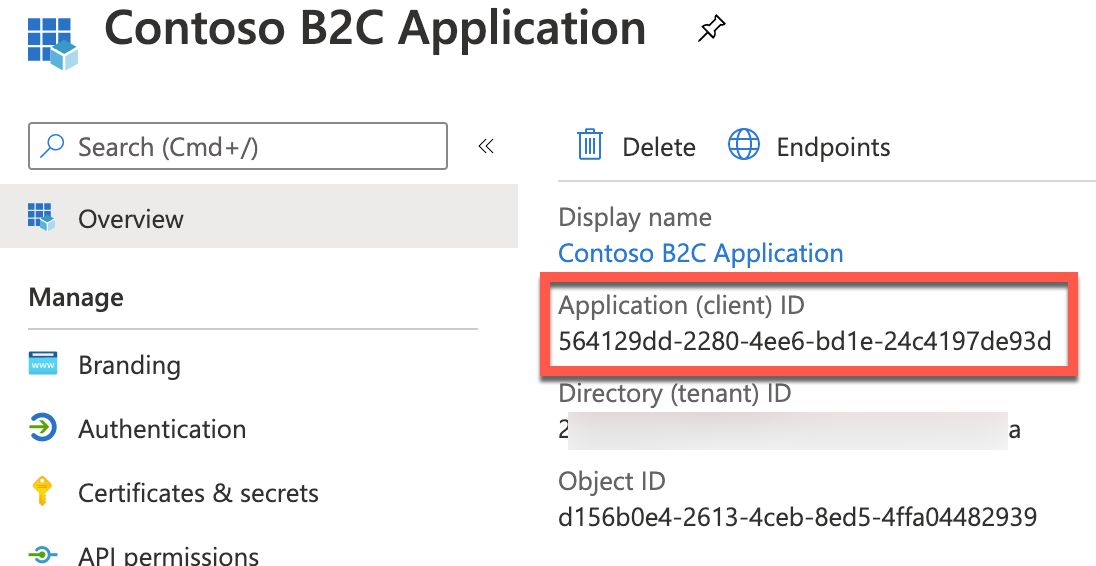 Contoso B2C Application
Search (Cmd+/)
«
Overview
Manage
Branding
Authentication
Certificates & secrets
API permissions
Delete
Endpoints
Display name
Contoso B2C Application
Application (client) ID
564129dd-2280-4ee6-bd1e-24c4197de93d
Directory (tenant) ID
2 a
Object ID
d156b0e4-2613-4ceb-8ed5-4ffa04482939